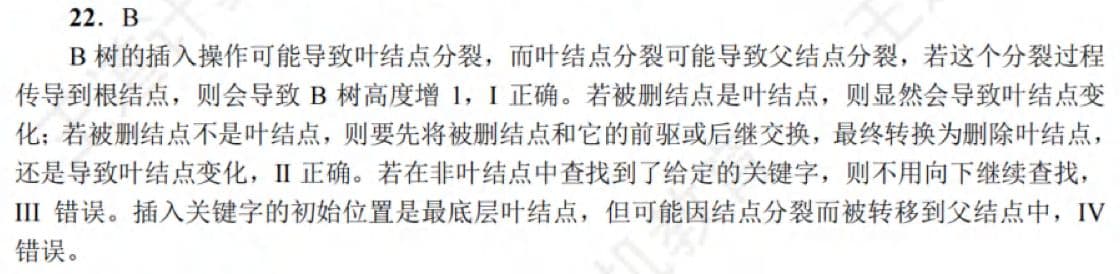 22. B
B 树的插入操作可能导致叶结点分裂，而叶结点分裂可能导致父结点分裂，若这个分裂过程
传导到根结点，则会导致 B 树高度增 1，I 正确。若被删结点是叶结点，则显然会导致叶结点变
化；若被删结点不是叶结点，则要先将被删结点和它的前驱或后继交换，最终转换为删除叶结点，
还是导致叶结点变化，II 正确。若在非叶结点中查找到了给定的关键字，则不用向下继续查找，
III 错误。插入关键字的初始位置是最底层叶结点，但可能因结点分裂而被转移到父结点中，IV
错误。